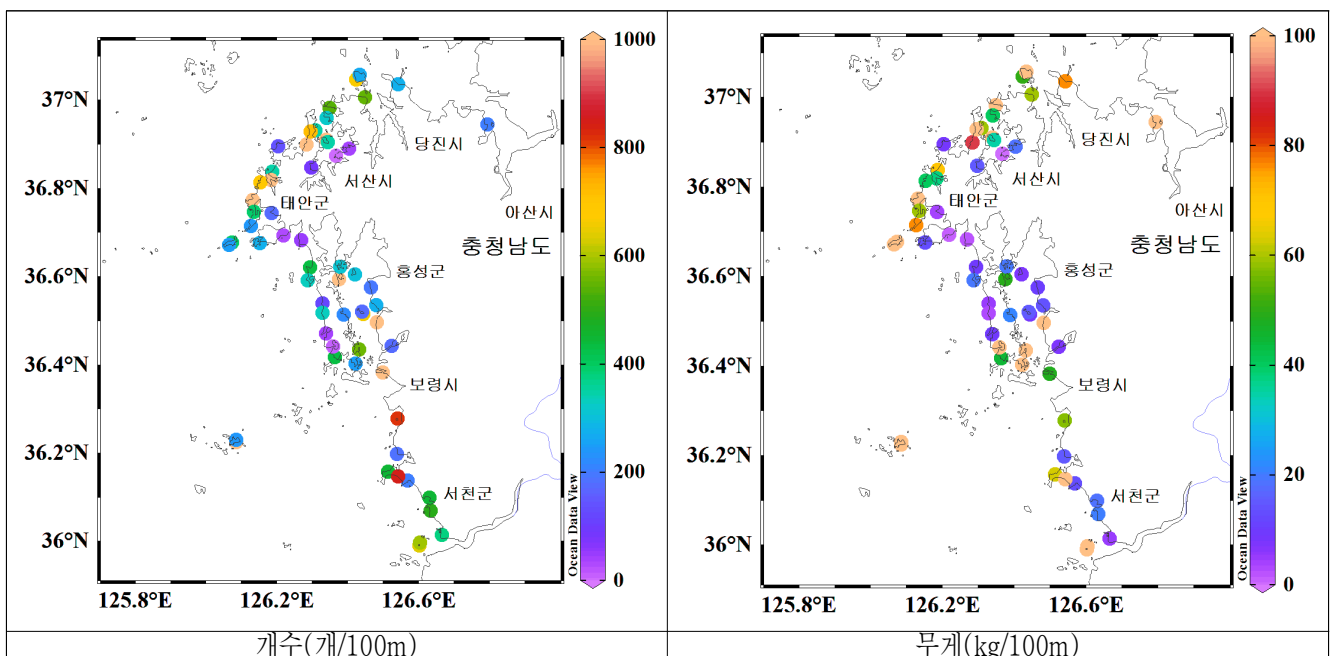 37°N
36.8°N
36.6°N
36.4°N
36.2°N
36°N
125.8°E
126.2°E
126.6°E
당진시
서산시
태안군
아산시
충청남도
홍성군
보령시
서천군
1000
800
600
400
200
0
Ocean Data View
개수(개/100m)
37°N
36.8°N
36.6°N
36.4°N
36.2°N
36°N
125.8°E
126.2°E
126.6°E
당진시
서산시
태안군
아산시
충청남도
홍성군
보령시
서천군
100
80
60
40
20
0
Ocean Data View
무게(kg/100m)